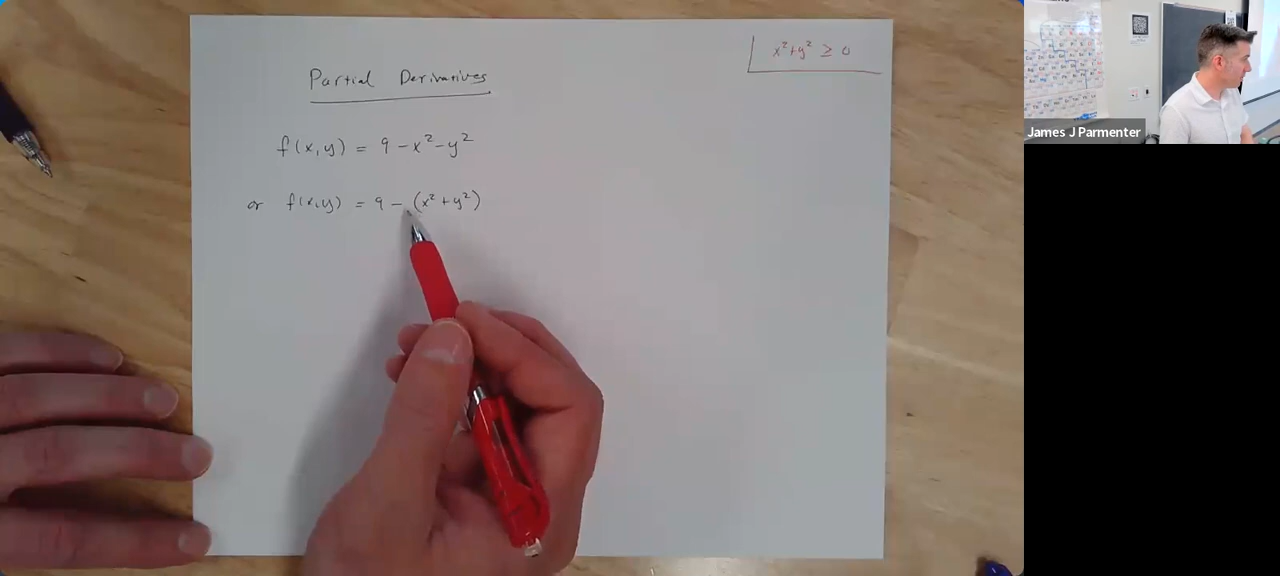 Partial Derivatives
x²+y² ≥ 0
f(x,y) = 9 - x² - y²
or f(x,y) = 9 - (x² + y²)
James J Parmenter